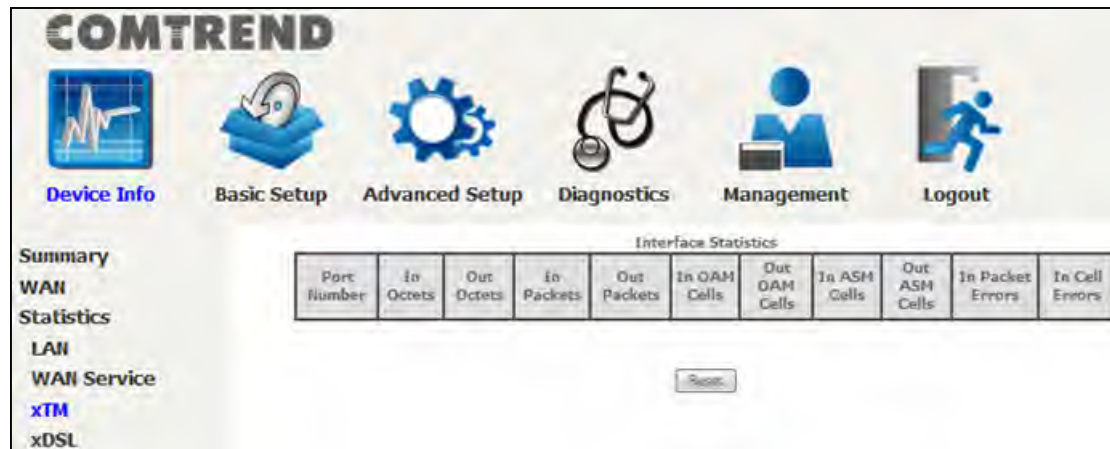 COMTREND
Device Info
Basic Setup
Advanced Setup
Diagnostics
Management
Logout
Summary
WAN
Statistics
LAN
WAN Service
xTM
xDSL
Interface Statistics
Port Number
In Octets
Out Octets
In Packets
Out Packets
In OAM Cells
Out OAM Cells
In ASM Cells
Out ASM Cells
In Packet Errors
In Cell Errors
Reset